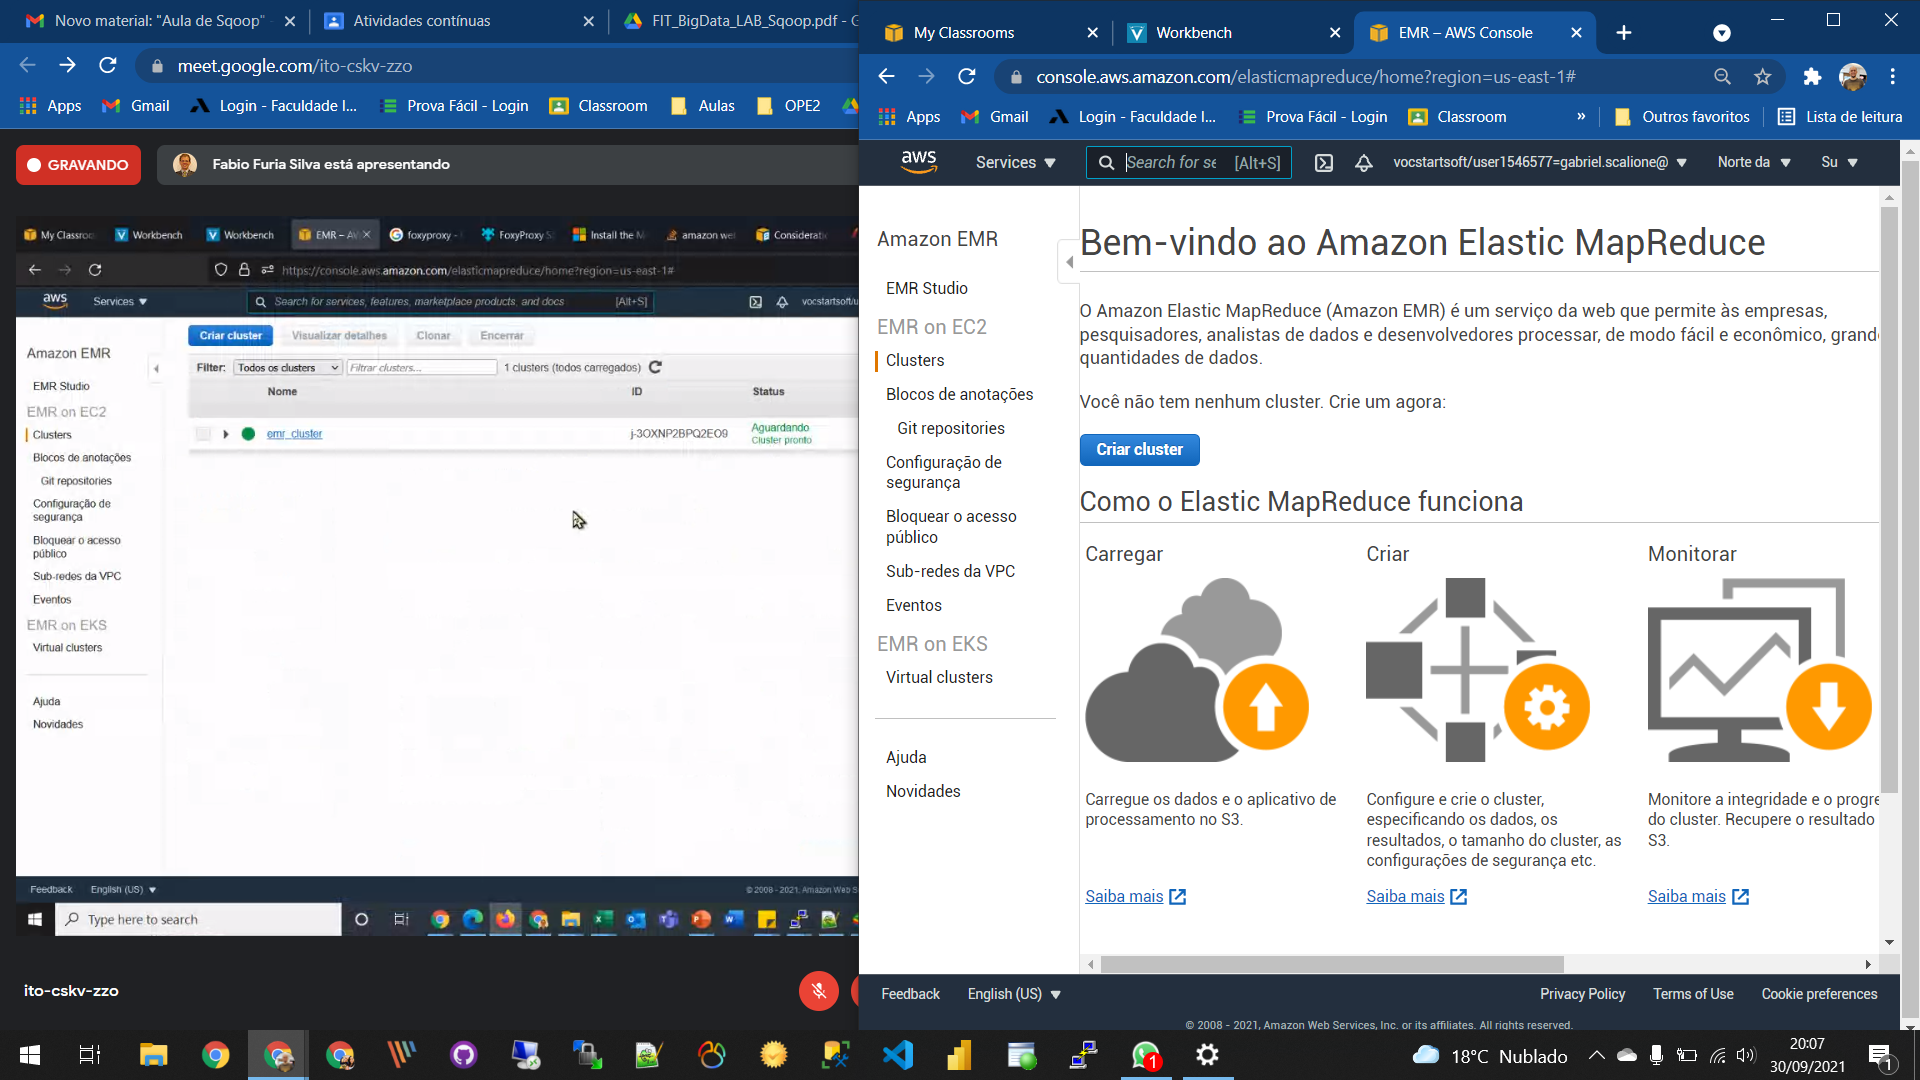 Novo material: "Aula de Sqoop"
Atividades contínuas
FIT_BigData_LAB_Sqoop.pdf - G
meet.google.com/ito-cskv-zzo
Apps
Gmail
Login - Faculdade I...
Prova Fácil - Login
Classroom
Aulas
OPE2
GRAVANDO
Fabio Furia Silva está apresentando
My Classroo
Workbench
Workbench
EMR – AW
foxyproxy -
FoxyProxy S
Install the M
amazon we
Considerati
https://console.aws.amazon.com/elasticmapreduce/home?region=us-east-1#
aws
Services
Search for services, features, marketplace products, and docs
[Alt+S]
vocstartsoft/u
Amazon EMR
EMR Studio
EMR on EC2
Clusters
Blocos de anotações
Git repositories
Configuração de
segurança
Bloquear o acesso
público
Sub-redes da VPC
Eventos
EMR on EKS
Virtual clusters
Ajuda
Novidades
Criar cluster
Visualizar detalhes
Clonar
Encerrar
Filter:
Todos os clusters
Filtrar clusters...
1 clusters (todos carregados)
Nome
ID
Status
emr_cluster
j-3OXNP2BPQ2EO9
Aguardando
Cluster pronto
Feedback
English (US)
© 2008 - 2021, Amazon Web S
Type here to search
ito-cskv-zzo
My Classrooms
Workbench
EMR – AWS Console
console.aws.amazon.com/elasticmapreduce/home?region=us-east-1#
Apps
Gmail
Login - Faculdade I...
Prova Fácil - Login
Classroom
»
Outros favoritos
Lista de leitura
aws
Services
Search for se
[Alt+S]
vocstartsoft/user1546577=gabriel.scalione@
Norte da
Su
Amazon EMR
EMR Studio
EMR on EC2
Clusters
Blocos de anotações
Git repositories
Configuração de
segurança
Bloquear o acesso
público
Sub-redes da VPC
Eventos
EMR on EKS
Virtual clusters
Ajuda
Novidades
Bem-vindo ao Amazon Elastic MapReduce
O Amazon Elastic MapReduce (Amazon EMR) é um serviço da web que permite às empresas,
pesquisadores, analistas de dados e desenvolvedores processar, de modo fácil e econômico, grand
quantidades de dados.
Você não tem nenhum cluster. Crie um agora:
Criar cluster
Como o Elastic MapReduce funciona
Carregar
Criar
Monitorar
Carregue os dados e o aplicativo de
processamento no S3.
Configure e crie o cluster,
especificando os dados, os
resultados, o tamanho do cluster, as
configurações de segurança etc.
Monitore a integridade e o progre
do cluster. Recupere o resultado
S3.
Saiba mais
Saiba mais
Saiba mais
Feedback
English (US)
Privacy Policy
Terms of Use
Cookie preferences
© 2008 - 2021, Amazon Web Services, Inc. or its affiliates. All rights reserved.
1
18°C Nublado
20:07
30/09/2021
1